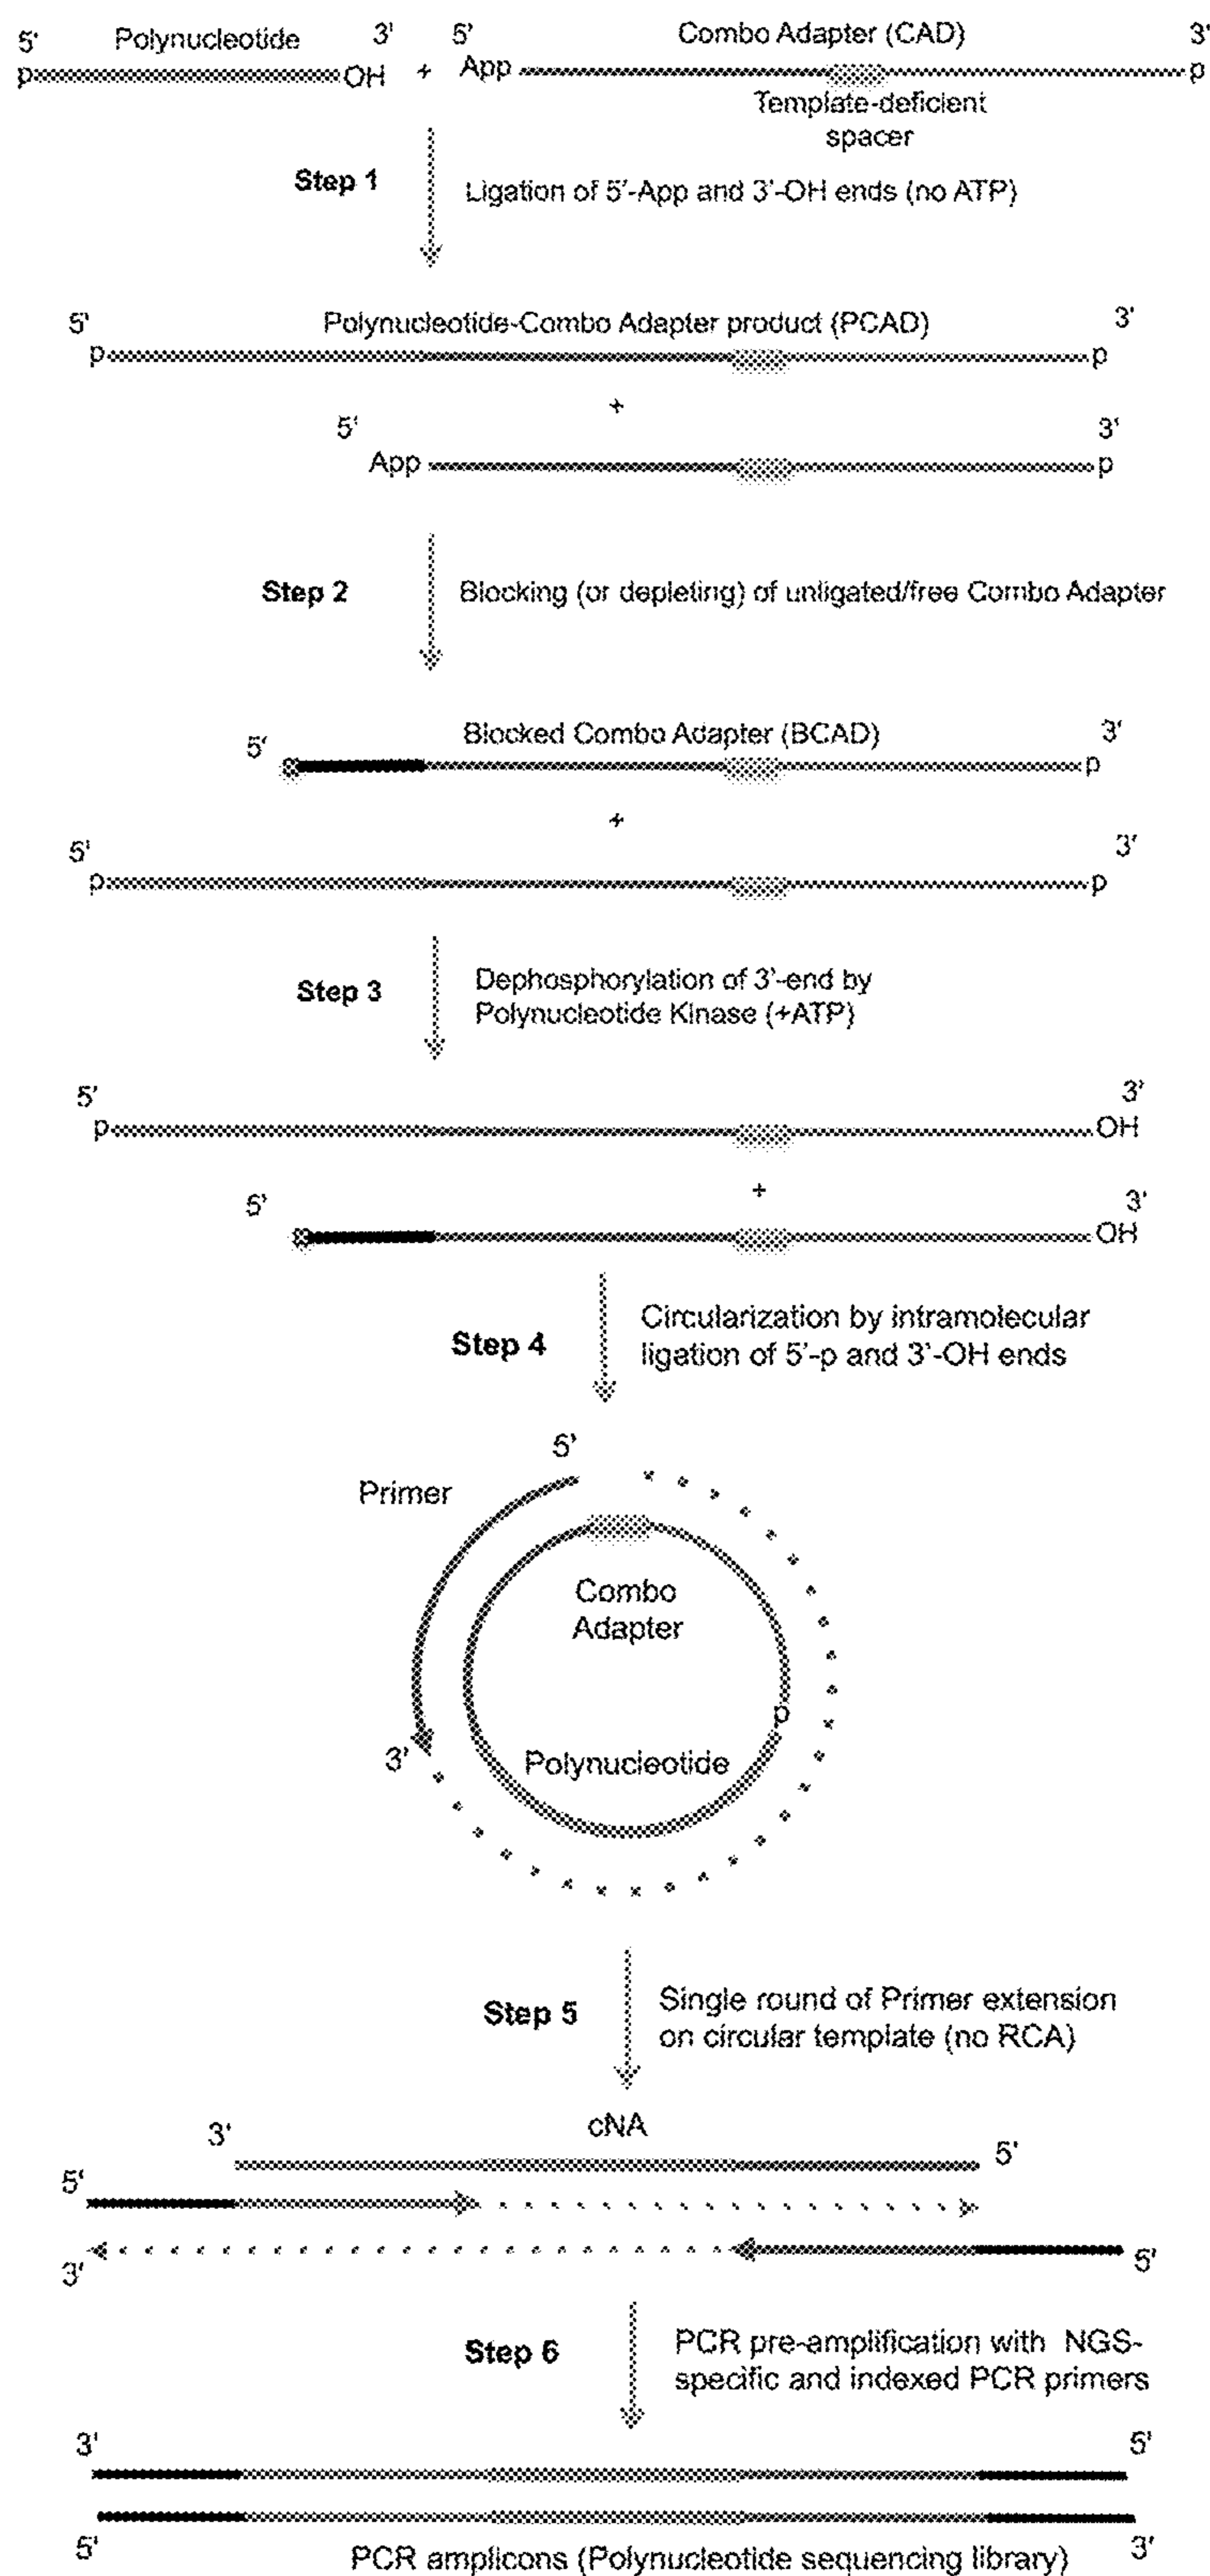 5' Polynucleotide 3' 5' Combo Adapter (CAD) 3'
p OH + App p
Template-deficient
spacer
Step 1 Ligation of 5'-App and 3'-OH ends (no ATP)
5' Polynucleotide-Combo Adapter product (PCAD) 3'
p p
+
5' 3'
App p
Step 2 Blocking (or depleting) of unligated/free Combo Adapter
5' Blocked Combo Adapter (BCAD) 3'
p
+
5' 3'
p p
Step 3 Dephosphorylation of 3'-end by
Polynucleotide Kinase (+ATP)
5' 3'
p OH
+
5' 3'
OH
Step 4 Circularization by intramolecular
ligation of 5'-p and 3'-OH ends
5'
Primer
Combo
Adapter
p
3' Polynucleotide
Step 5 Single round of Primer extension
on circular template (no RCA)
3' cNA 5'
5'
3' 5'
Step 6 PCR pre-amplification with NGS-
specific and indexed PCR primers
3' 5'
5' 3'
PCR amplicons (Polynucleotide sequencing library)